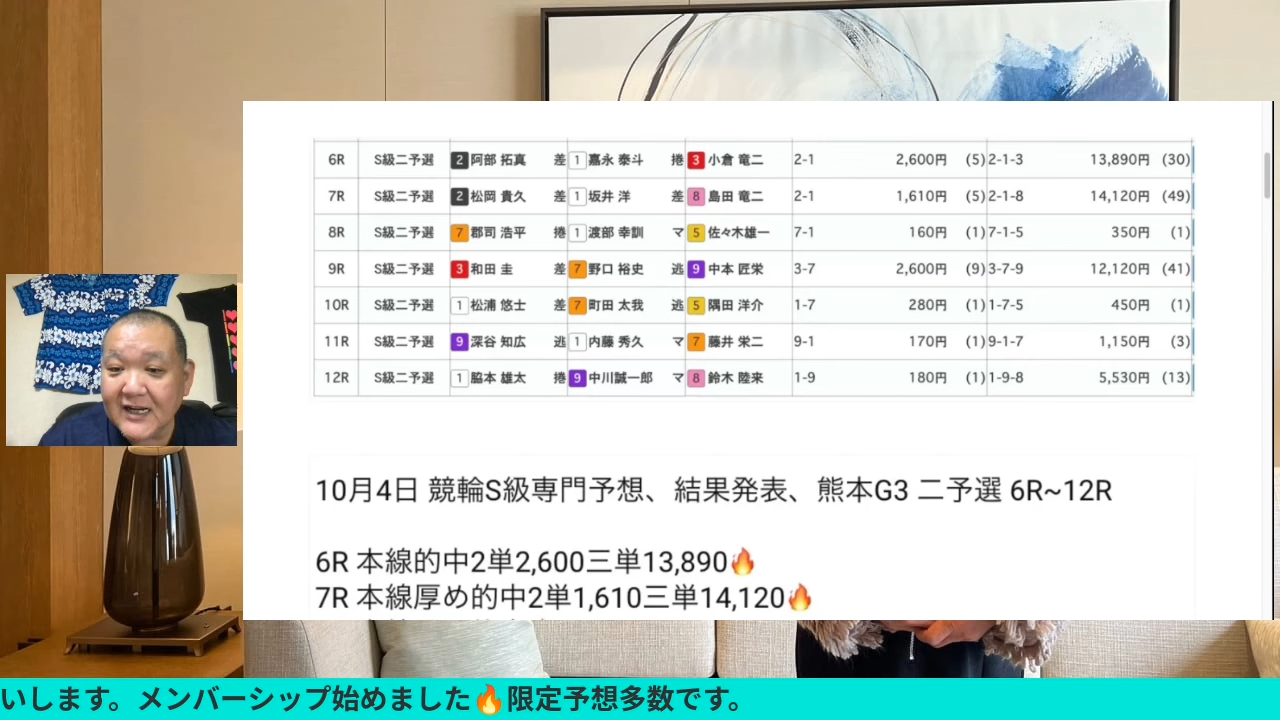 6R S級二予選 2 阿部 拓真 差 1 嘉永 泰斗 捲 3 小倉 竜二 2-1 2,600円 (5) 2-1-3 13,890円 (30)
7R S級二予選 2 松岡 貴久 差 1 坂井 洋 差 8 島田 竜二 2-1 1,610円 (5) 2-1-8 14,120円 (49)
8R S級二予選 7 郡司 浩平 捲 1 渡部 幸訓 マ 5 佐々木雄一 7-1 160円 (1) 7-1-5 350円 (1)
9R S級二予選 3 和田 圭 差 7 野口 裕史 逃 9 中本 匠栄 3-7 2,600円 (9) 3-7-9 12,120円 (41)
10R S級二予選 1 松浦 悠士 差 7 町田 太我 逃 5 隅田 洋介 1-7 280円 (1) 1-7-5 450円 (1)
11R S級二予選 9 深谷 知広 逃 1 内藤 秀久 マ 7 藤井 栄二 9-1 170円 (1) 9-1-7 1,150円 (3)
12R S級二予選 1 脇本 雄太 捲 9 中川誠一郎 マ 8 鈴木 陸来 1-9 180円 (1) 1-9-8 5,530円 (13)
10月4日 競輪S級専門予想、結果発表、熊本G3 二予選 6R~12R
6R 本線的中2単2,600三単13,890🔥
7R 本線厚め的中2単1,610三単14,120🔥
いします。メンバーシップ始めました🔥限定予想多数です。